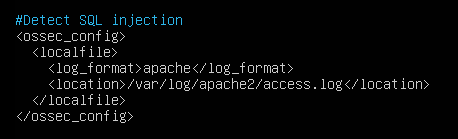 #Detect SQL injection
<ossec_config>
  <localfile>
    <log_format>apache</log_format>
    <location>/var/log/apache2/access.log</location>
  </localfile>
</ossec_config>